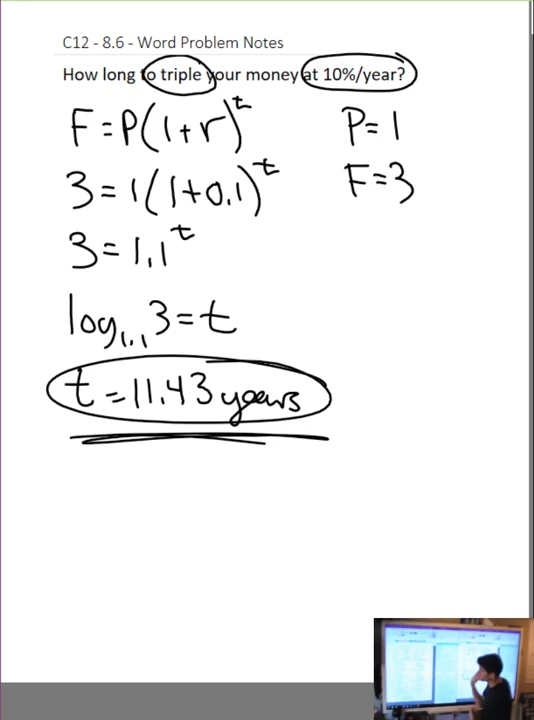 C12 - 8.6 - Word Problem Notes
How long to triple your money at 10%/year?
F = P(1+r)^t
P = 1
3 = 1(1+0.1)^t
F = 3
3 = 1.1^t
log₁.₁ 3 = t
t = 11.43 years